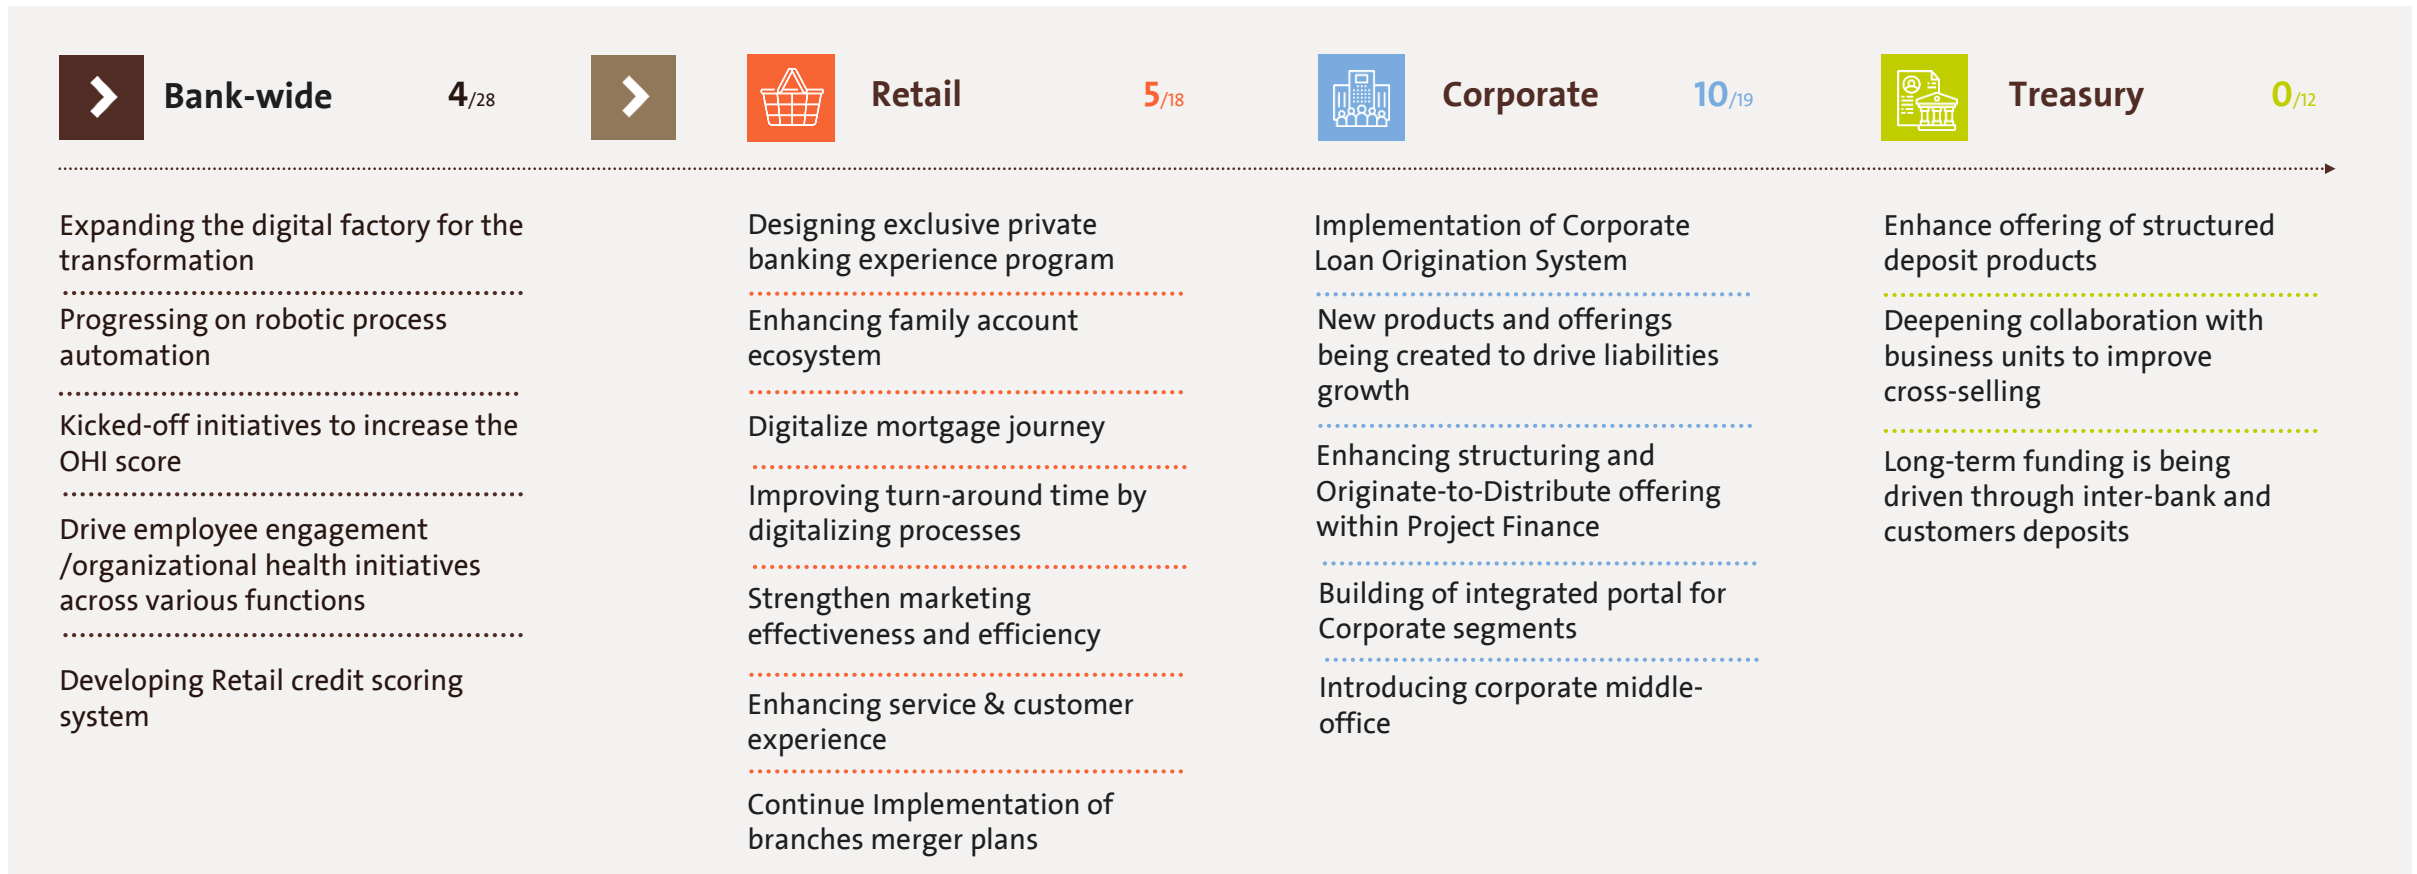 Bank-wide 4/28
Expanding the digital factory for the
transformation
Progressing on robotic process
automation
Kicked-off initiatives to increase the
OHI score
Drive employee engagement
/organizational health initiatives
across various functions
Developing Retail credit scoring
system
Retail 5/18
Designing exclusive private
banking experience program
Enhancing family account
ecosystem
Digitalize mortgage journey
Improving turn-around time by
digitalizing processes
Strengthen marketing
effectiveness and efficiency
Enhancing service & customer
experience
Continue Implementation of
branches merger plans
Corporate 10/19
Implementation of Corporate
Loan Origination System
New products and offerings
being created to drive liabilities
growth
Enhancing structuring and
Originate-to-Distribute offering
within Project Finance
Building of integrated portal for
Corporate segments
Introducing corporate middle-
office
Treasury 0/12
Enhance offering of structured
deposit products
Deepening collaboration with
business units to improve
cross-selling
Long-term funding is being
driven through inter-bank and
customers deposits